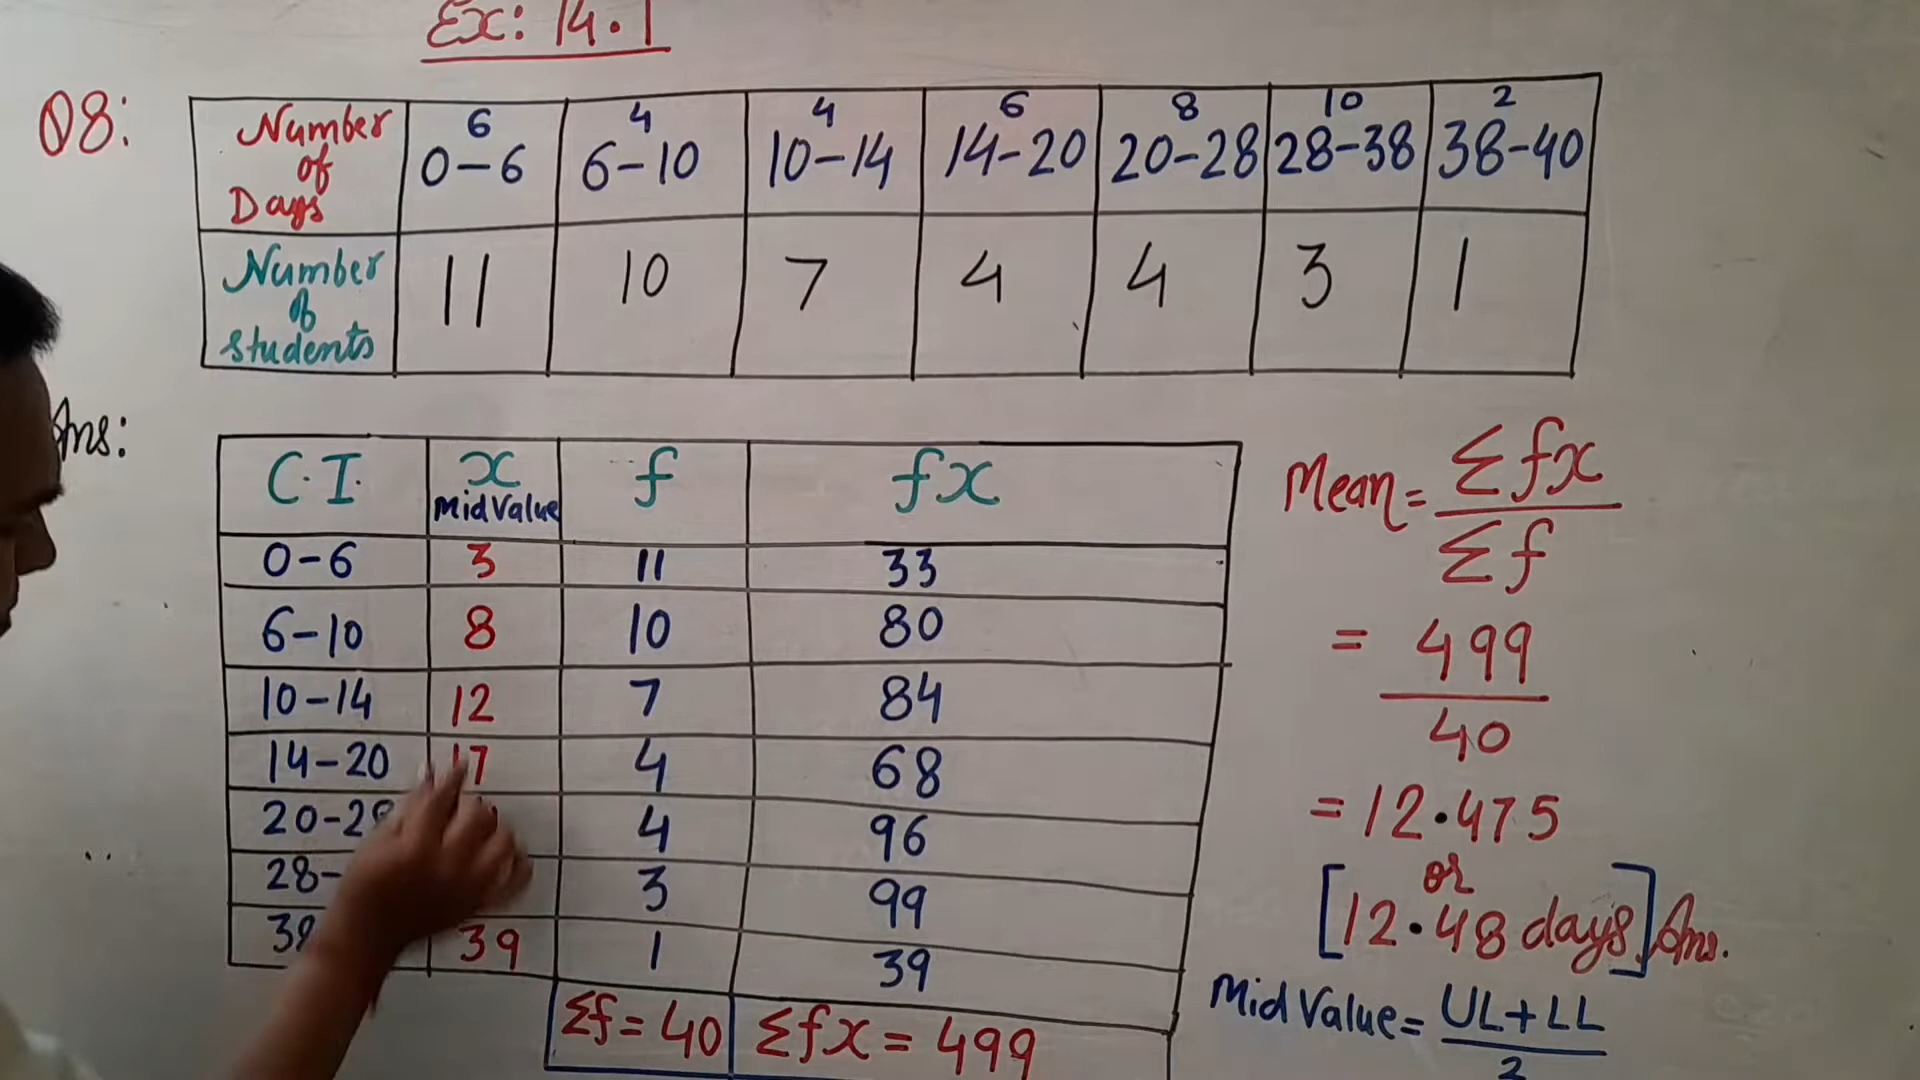 Ex: 14.1
Q8:
Number of Days
6 4 4 6 8 10 2
0-6 6-10 10-14 14-20 20-28 28-38 38-40
Number of students
11 10 7 4 4 3 1
Ans:
C.I. x Mid Value f fx
0-6 3 11 33
6-10 8 10 80
10-14 12 7 84
14-20 17 4 68
20-28 4 96
28- 3 99
38 39 1 39
Σf = 40 Σfx = 499
Mean = Σfx
Σf
= 499
40
= 12.475
or
[12.48 days] Ans.
Mid Value = UL+LL
2